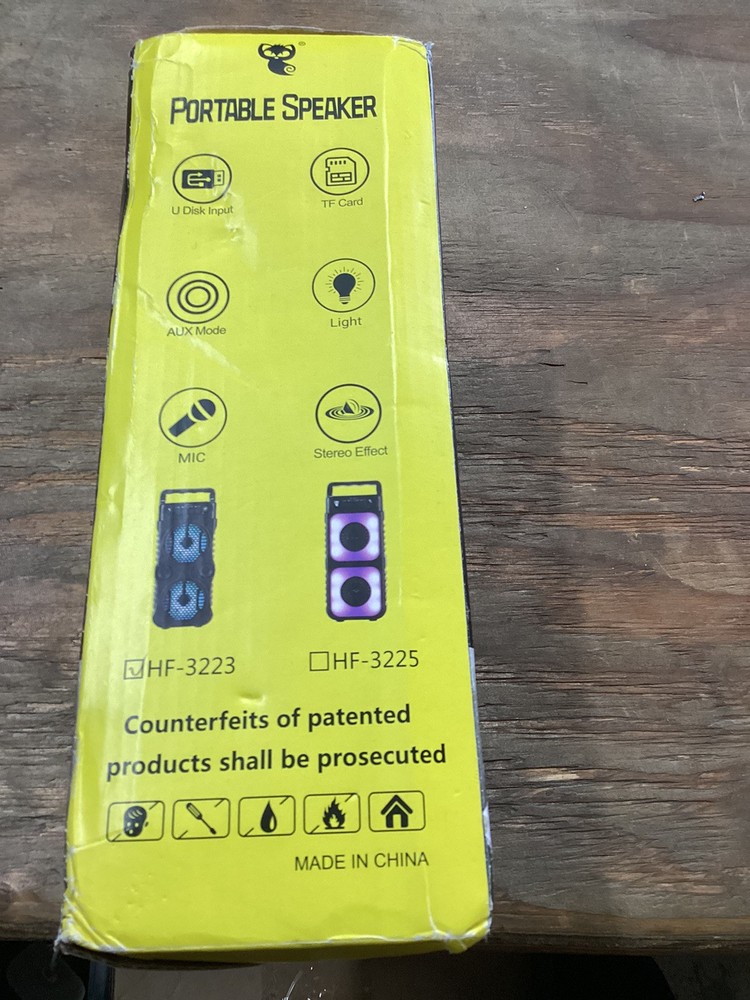 PORTABLE SPEAKER
U Disk Input
TF Card
AUX Mode
Light
MIC
Stereo Effect
☑HF-3223
☐HF-3225
Counterfeits of patented
products shall be prosecuted
MADE IN CHINA